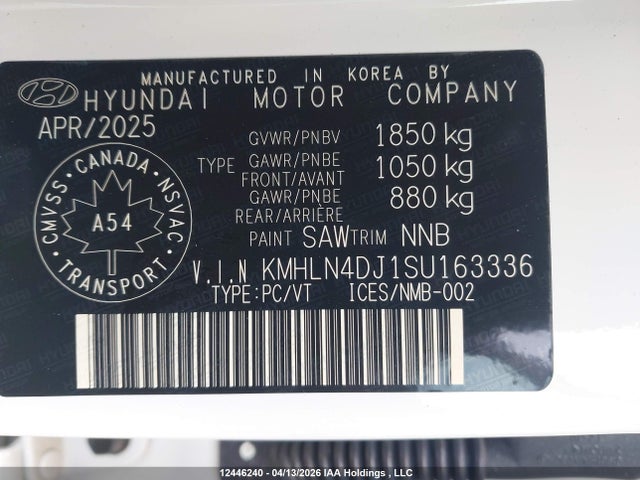 MANUFACTURED IN KOREA BY
HYUNDAI MOTOR COMPANY
APR/2025
GVWR/PNBV 1850 kg
TYPE GAWR/PNBE FRONT/AVANT 1050 kg
GAWR/PNBE REAR/ARRIÈRE 880 kg
CANADA
CMVSS NSVAC
A54
TRANSPORT
PAINT SAW TRIM NNB
V.I.N KMHLN4DJ1SU163336
TYPE:PC/VT ICES/NMB-002
12446240 - 04/13/2026 IAA Holdings , LLC